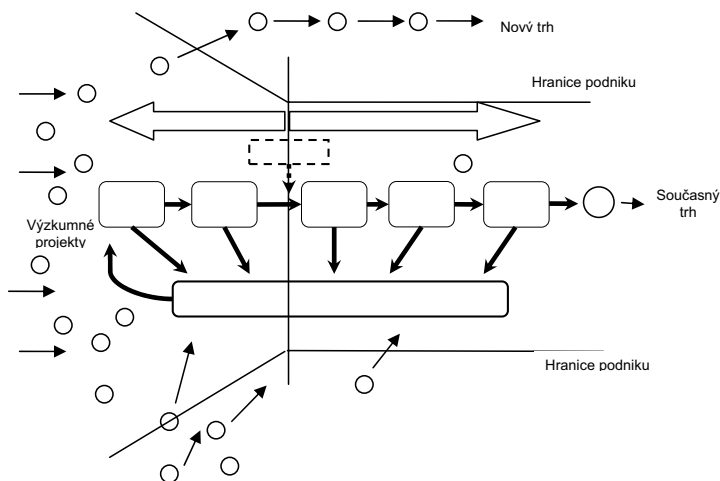 Nový trh
Hranice podniku
Současný
trh
Výzkumné
projekty
Hranice podniku